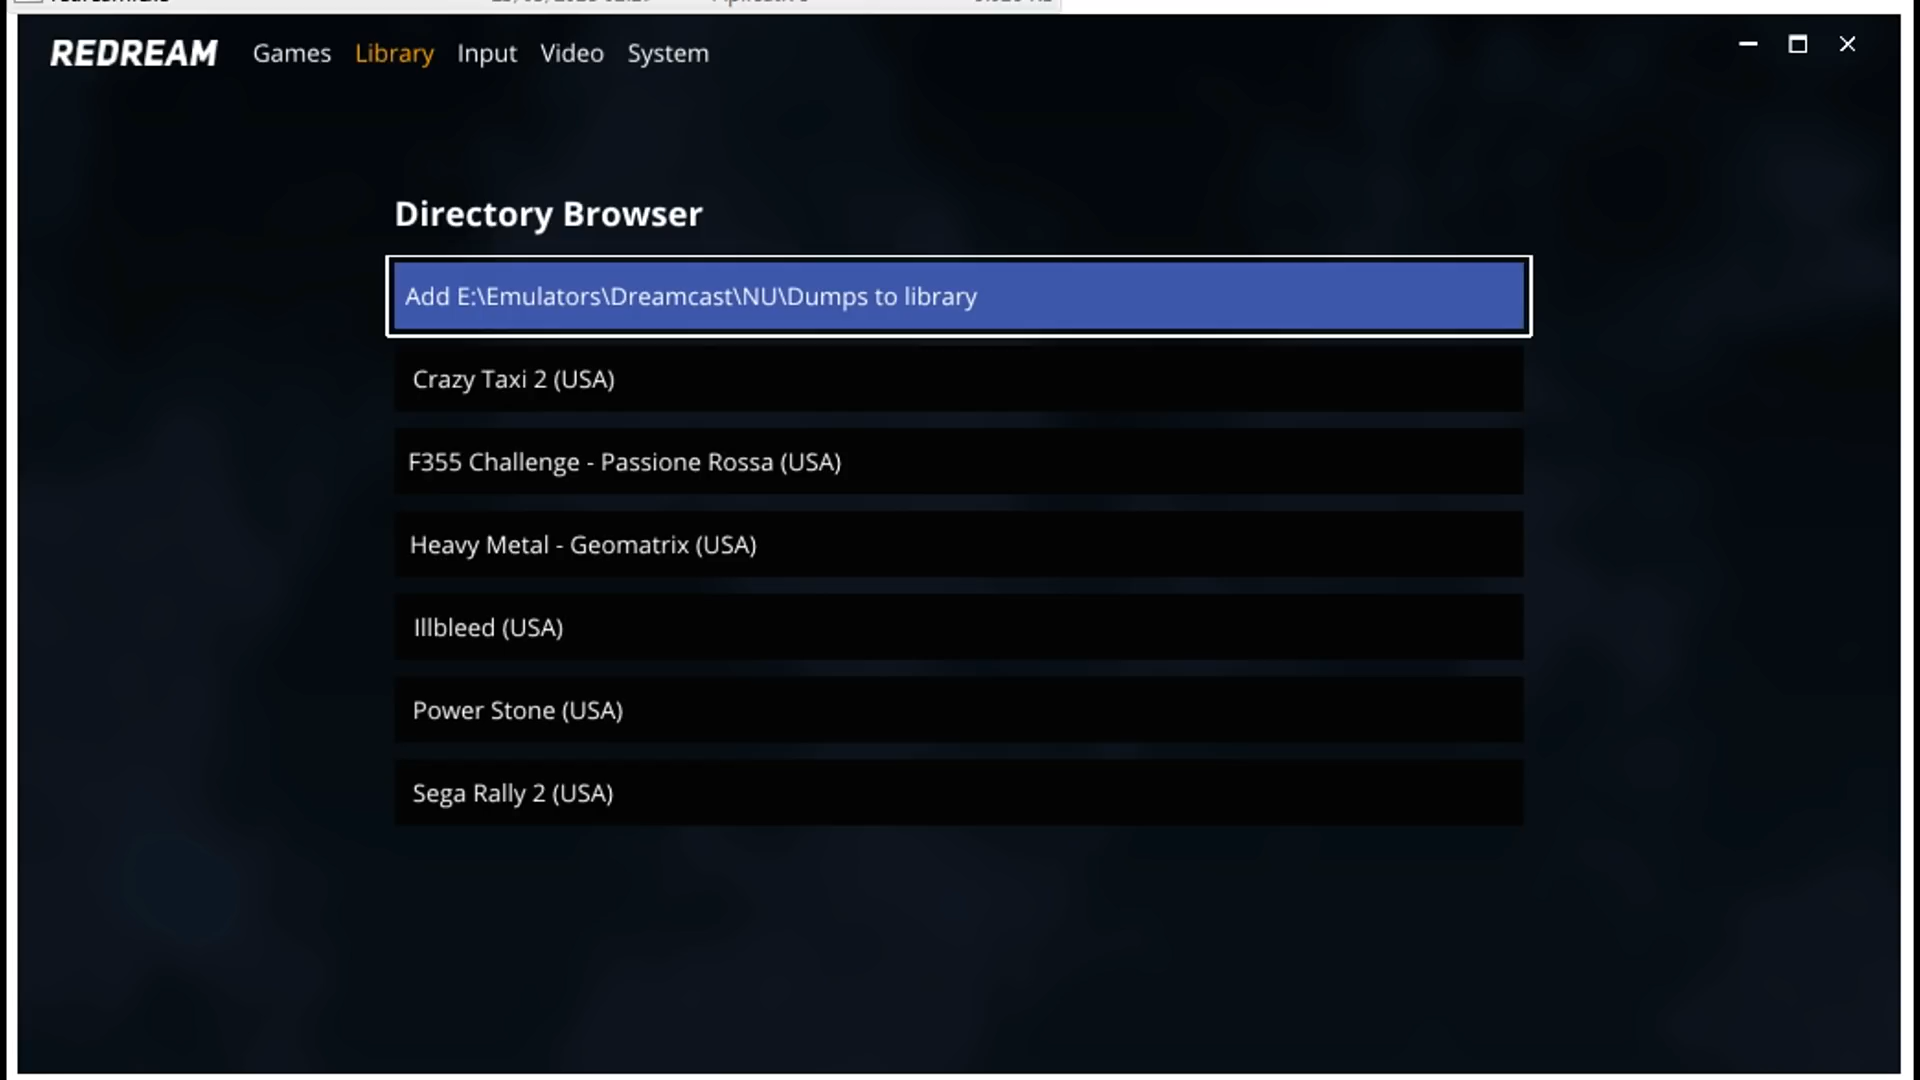 REDREAM Games Library Input Video System
Directory Browser
Add E:\Emulators\Dreamcast\NU\Dumps to library
Crazy Taxi 2 (USA)
F355 Challenge - Passione Rossa (USA)
Heavy Metal - Geomatrix (USA)
Illbleed (USA)
Power Stone (USA)
Sega Rally 2 (USA)